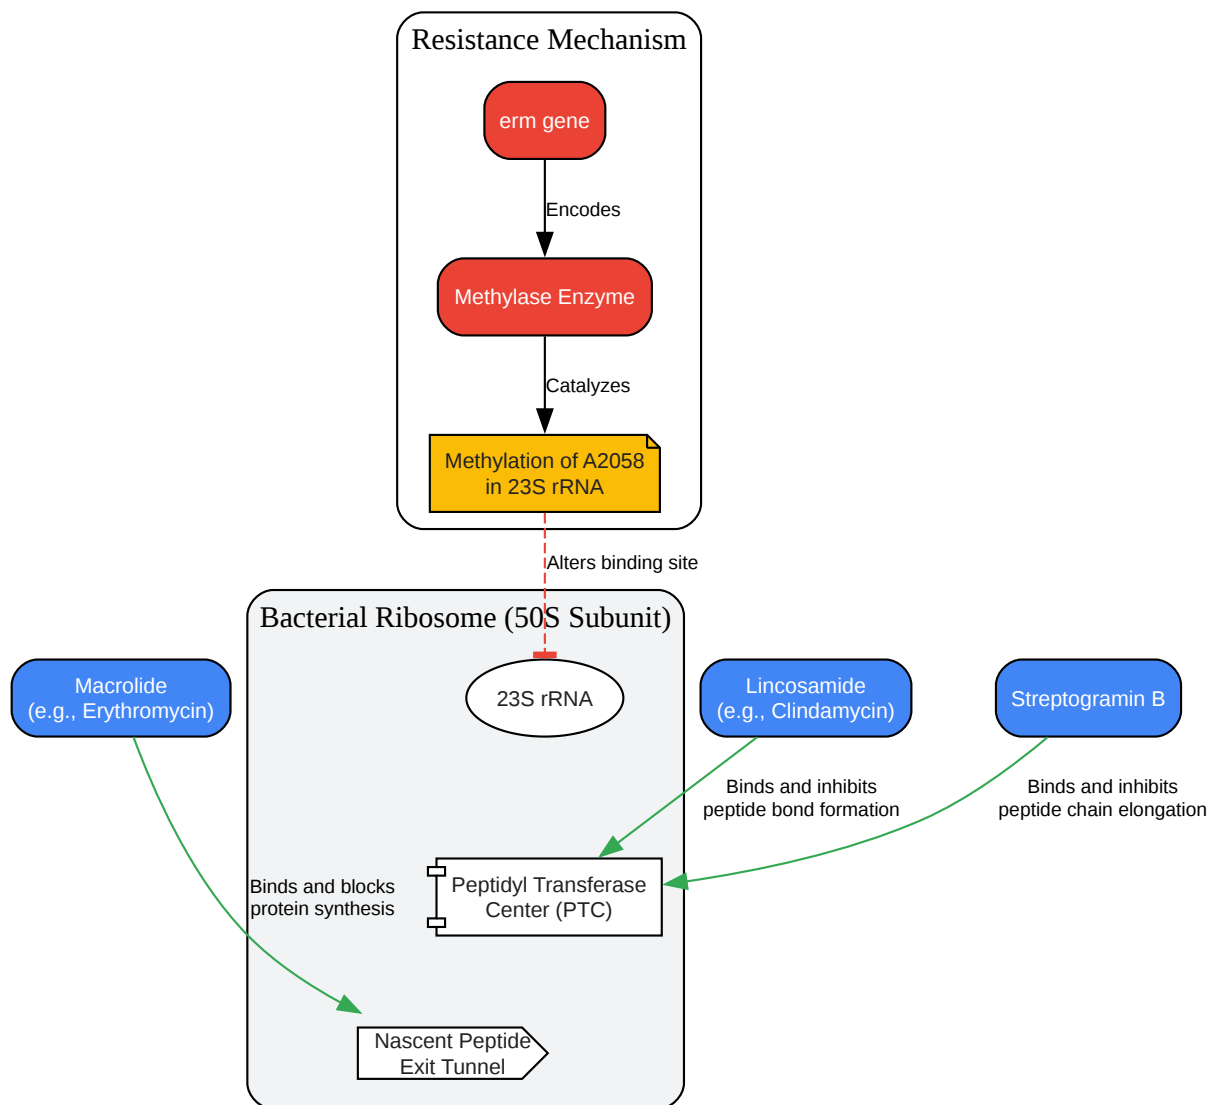 Resistance Mechanism
erm gene
Encodes
Methylase Enzyme
Catalyzes
Methylation of A2058
in 23S rRNA
Alters binding site
Bacterial Ribosome (50S Subunit)
Macrolide
(e.g., Erythromycin)
23S rRNA
Lincosamide
(e.g., Clindamycin)
Streptogramin B
Binds and inhibits
peptide bond formation
Binds and inhibits
peptide chain elongation
Binds and blocks
protein synthesis
Peptidyl Transferase
Center (PTC)
Nascent Peptide
Exit Tunnel